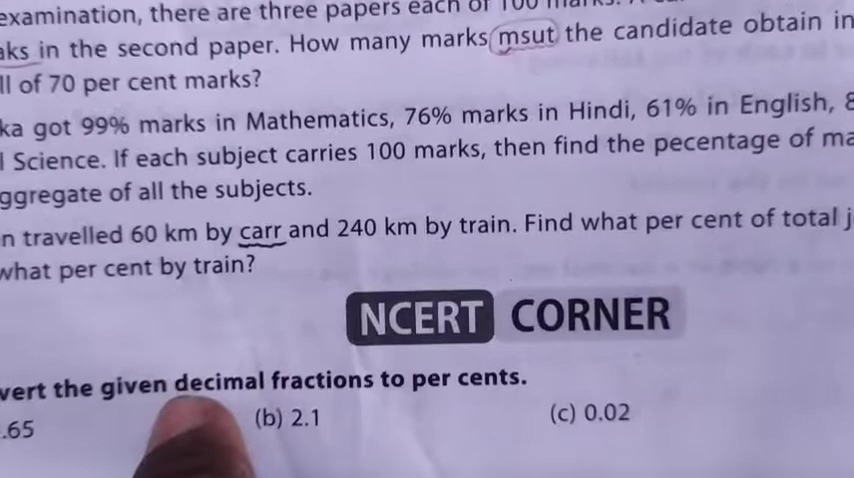 examination, there are three papers each of 100 marks.
aks in the second paper. How many marks msut the candidate obtain in
ll of 70 per cent marks?
ka got 99% marks in Mathematics, 76% marks in Hindi, 61% in English, 8
l Science. If each subject carries 100 marks, then find the pecentage of ma
ggregate of all the subjects.
n travelled 60 km by carr and 240 km by train. Find what per cent of total j
what per cent by train?
NCERT CORNER
vert the given decimal fractions to per cents.
.65 (b) 2.1 (c) 0.02